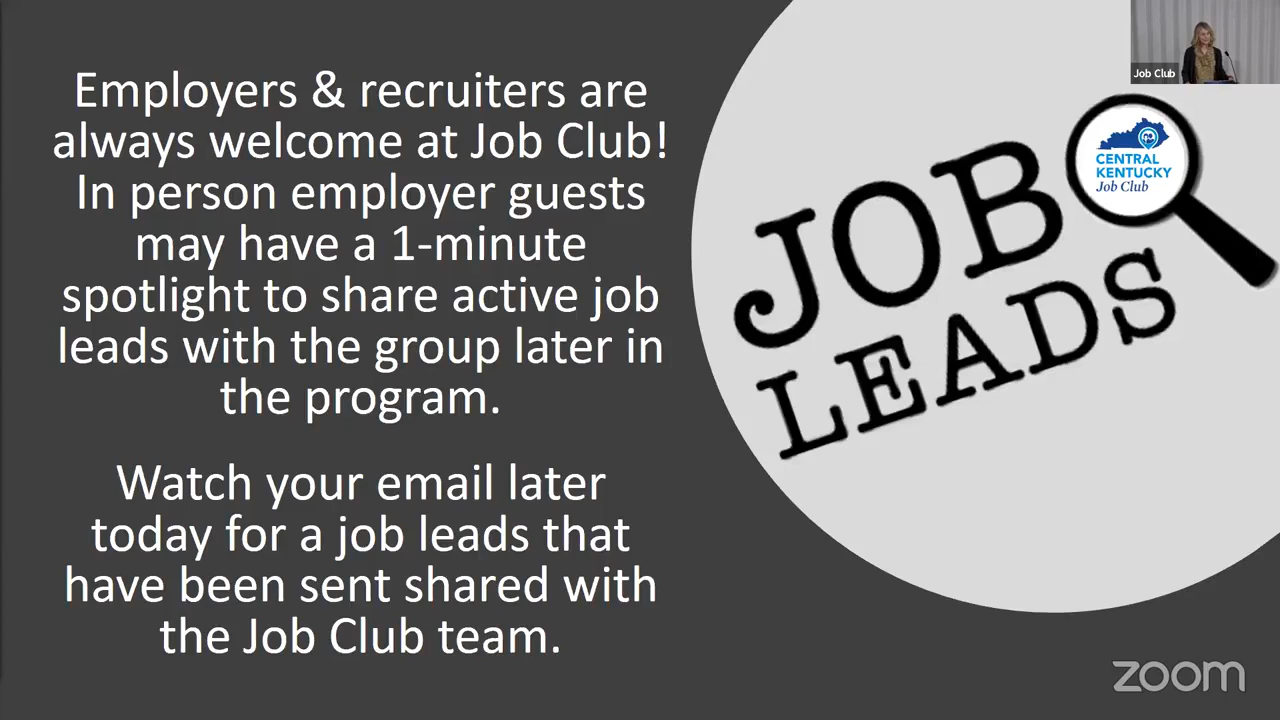 Employers & recruiters are
always welcome at Job Club!
In person employer guests
may have a 1-minute
spotlight to share active job
leads with the group later in
the program.
Watch your email later
today for a job leads that
have been sent shared with
the Job Club team.
Job Club
CENTRAL
KENTUCKY
Job Club
JOB
LEADS
zoom